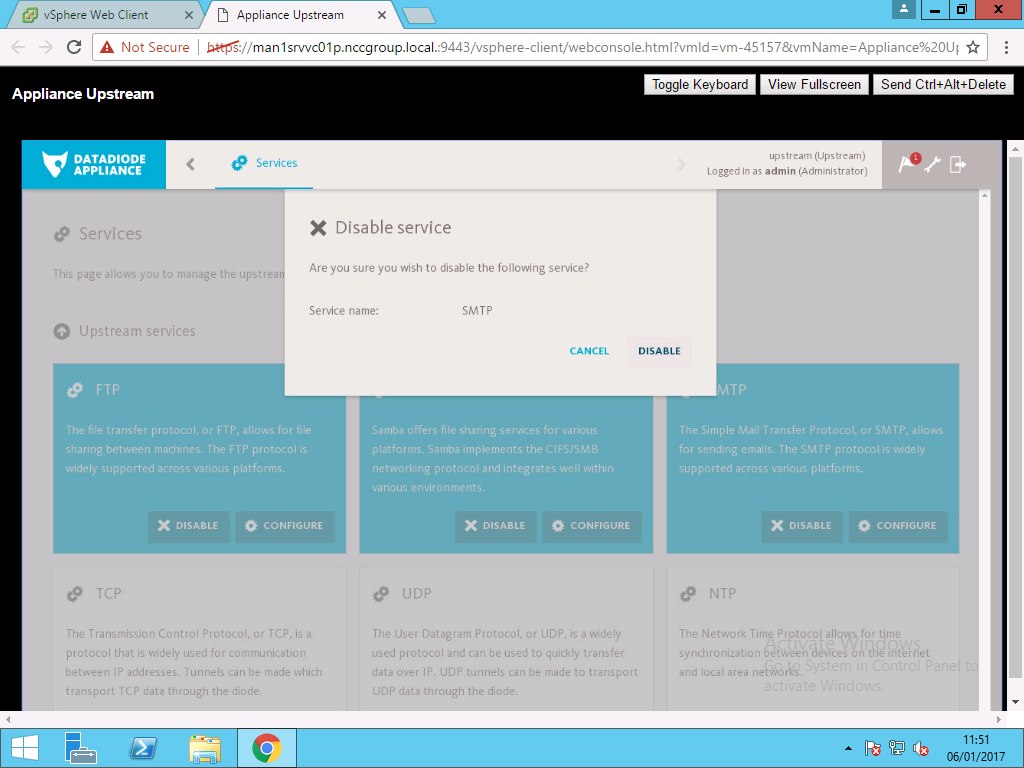 vSphere Web Client
Appliance Upstream
Not Secure https://man1srvvc01p.nccgroup.local.:9443/vsphere-client/webconsole.html?vmId=vm-45157&vmName=Appliance%20Up
Appliance Upstream
Toggle Keyboard
View Fullscreen
Send Ctrl+Alt+Delete
DATADIODE
APPLIANCE
Services
upstream (Upstream)
Logged in as admin (Administrator)
1
Services
This page allows you to manage the upstream
Upstream services
Disable service
Are you sure you wish to disable the following service?
Service name: SMTP
CANCEL
DISABLE
FTP
The file transfer protocol, or FTP, allows for file
sharing between machines. The FTP protocol is
widely supported across various platforms.
DISABLE
CONFIGURE
Samba offers file sharing services for various
platforms. Samba implements the CIFS/SMB
networking protocol and integrates well within
various environments.
DISABLE
CONFIGURE
MTP
The Simple Mail Transfer Protocol, or SMTP, allows
for sending emails. The SMTP protocol is widely
supported across various platforms.
DISABLE
CONFIGURE
TCP
The Transmission Control Protocol, or TCP, is a
protocol that is widely used for communication
between IP addresses. Tunnels can be made which
transport TCP data through the diode.
UDP
The User Datagram Protocol, or UDP, is a widely
used protocol and can be used to quickly transfer
data over IP. UDP tunnels can be made to transport
UDP data through the diode.
NTP
The Network Time Protocol allows for time
synchronization between devices on the internet
and local area networks.
Activate Windows
Go to System in Control Panel to
activate Windows.
11:51
06/01/2017